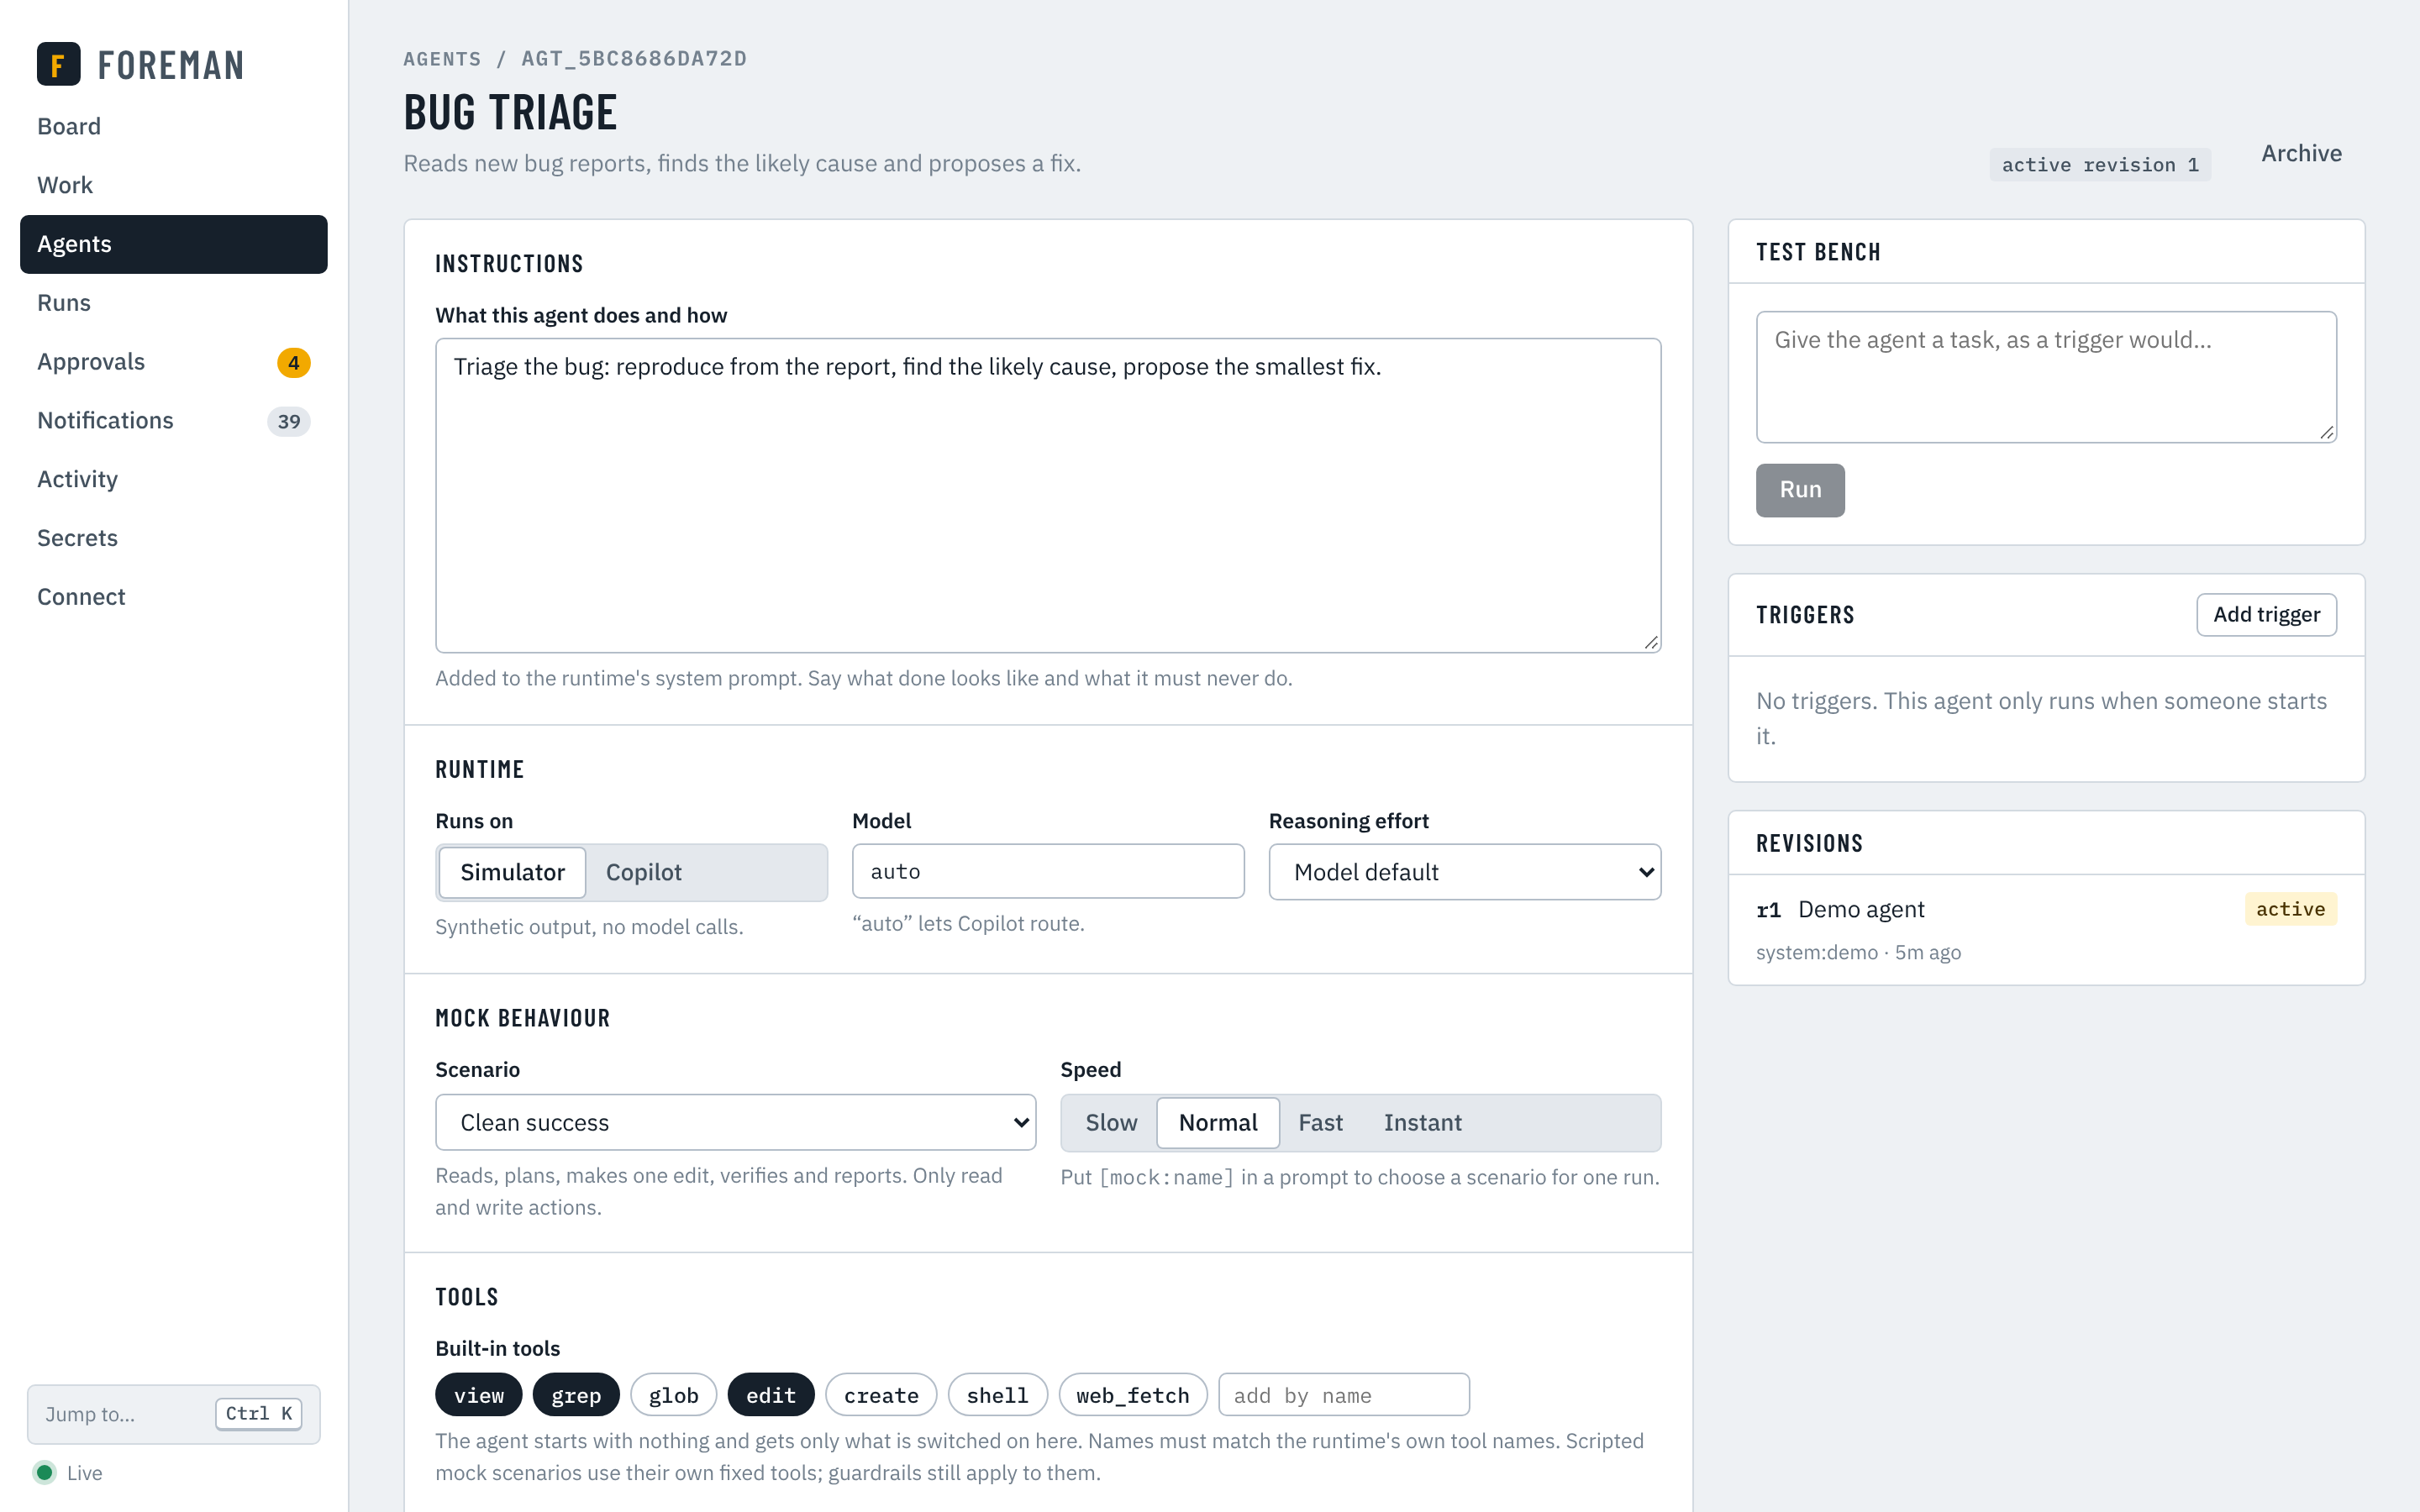 F FOREMAN
Board
Work
Agents
Runs
Approvals 4
Notifications 39
Activity
Secrets
Connect
Jump to... Ctrl K
Live
AGENTS / AGT_5BC8686DA72D
BUG TRIAGE
Reads new bug reports, finds the likely cause and proposes a fix.
active revision 1
Archive
INSTRUCTIONS
What this agent does and how
Triage the bug: reproduce from the report, find the likely cause, propose the smallest fix.
Added to the runtime's system prompt. Say what done looks like and what it must never do.
RUNTIME
Runs on
Simulator Copilot
Synthetic output, no model calls.
Model
auto
“auto” lets Copilot route.
Reasoning effort
Model default
MOCK BEHAVIOUR
Scenario
Clean success
Reads, plans, makes one edit, verifies and reports. Only read
and write actions.
Speed
Slow Normal Fast Instant
Put [mock:name] in a prompt to choose a scenario for one run.
TOOLS
Built-in tools
view grep glob edit create shell web_fetch add by name
The agent starts with nothing and gets only what is switched on here. Names must match the runtime's own tool names. Scripted
mock scenarios use their own fixed tools; guardrails still apply to them.
TEST BENCH
Give the agent a task, as a trigger would...
Run
TRIGGERS
Add trigger
No triggers. This agent only runs when someone starts
it.
REVISIONS
r1 Demo agent active
system:demo · 5m ago